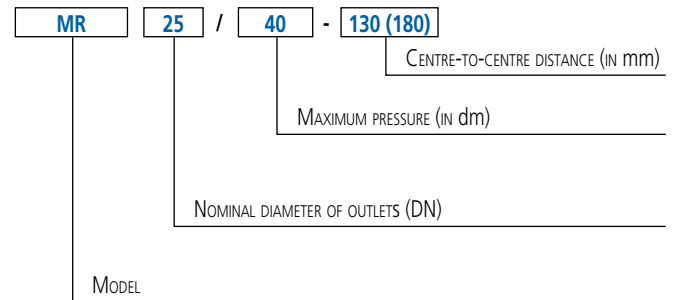 MR 25 / 40 - 130 (180)
Centre-to-centre distance (in mm)
Maximum pressure (in dm)
Nominal diameter of outlets (DN)
Model